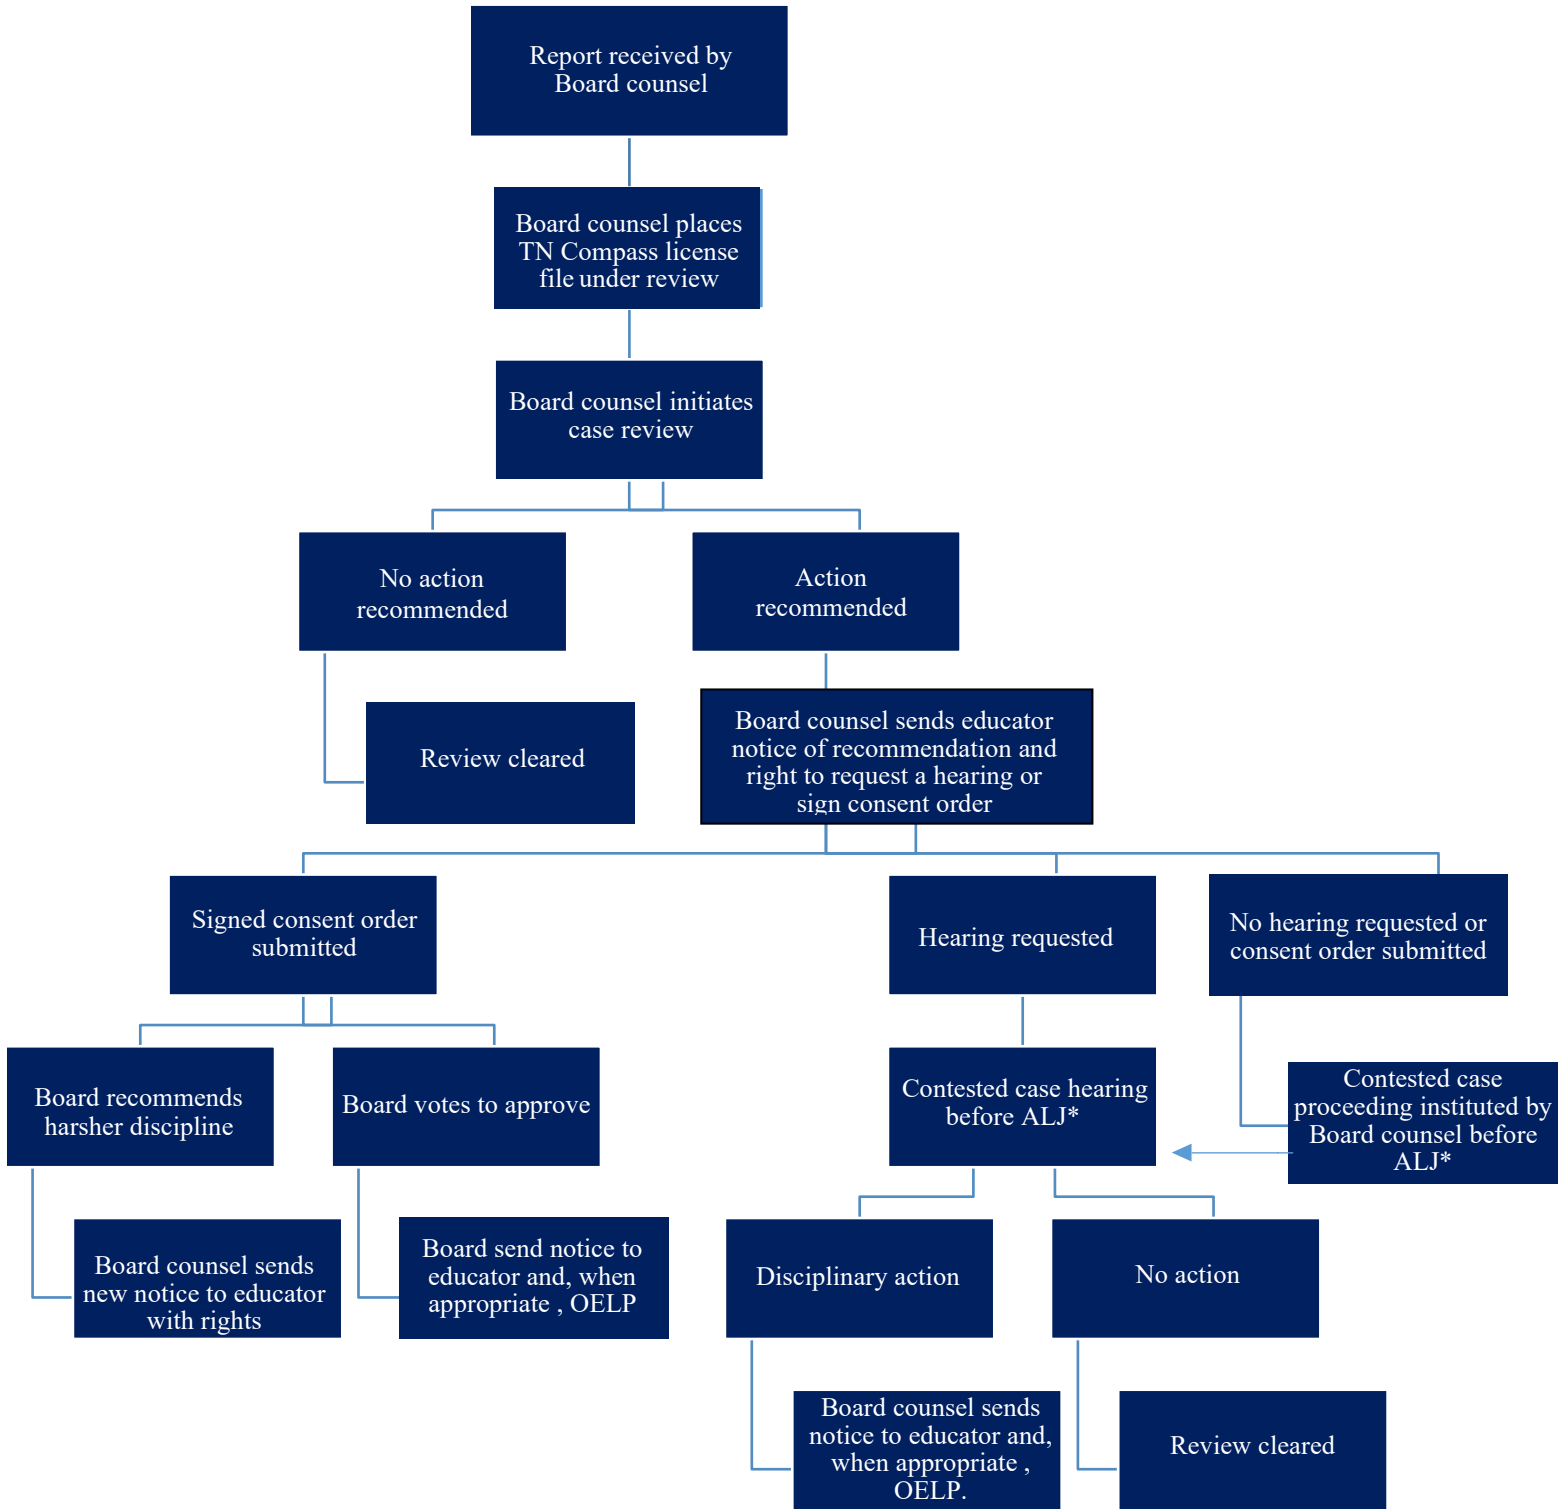 Report received by
Board counsel
Board counsel places
TN Compass license
file under review
Board counsel initiates
case review
No action
recommended
Action
recommended
Review cleared
Board counsel sends educator
notice of recommendation and
right to request a hearing or
sign consent order
Signed consent order
submitted
Hearing requested
No hearing requested or
consent order submitted
Board recommends
harsher discipline
Board votes to approve
Contested case hearing
before ALJ*
Contested case
proceeding instituted by
Board counsel before
ALJ*
Board counsel sends
new notice to educator
with rights
Board send notice to
educator and, when
appropriate , OELP
Disciplinary action
No action
Board counsel sends
notice to educator and,
when appropriate ,
OELP.
Review cleared